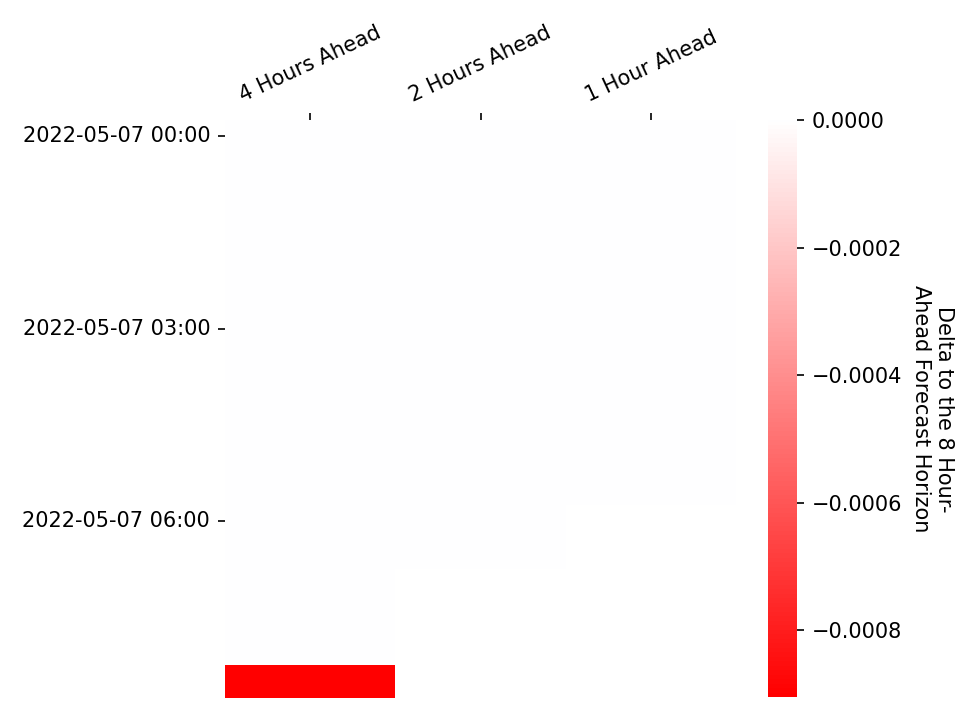 4 Hours Ahead
2 Hours Ahead
1 Hour Ahead
2022-05-07 00:00
2022-05-07 03:00
2022-05-07 06:00
0.0000
−0.0002
−0.0004
−0.0006
−0.0008
Delta to the 8 Hour-
Ahead Forecast Horizon